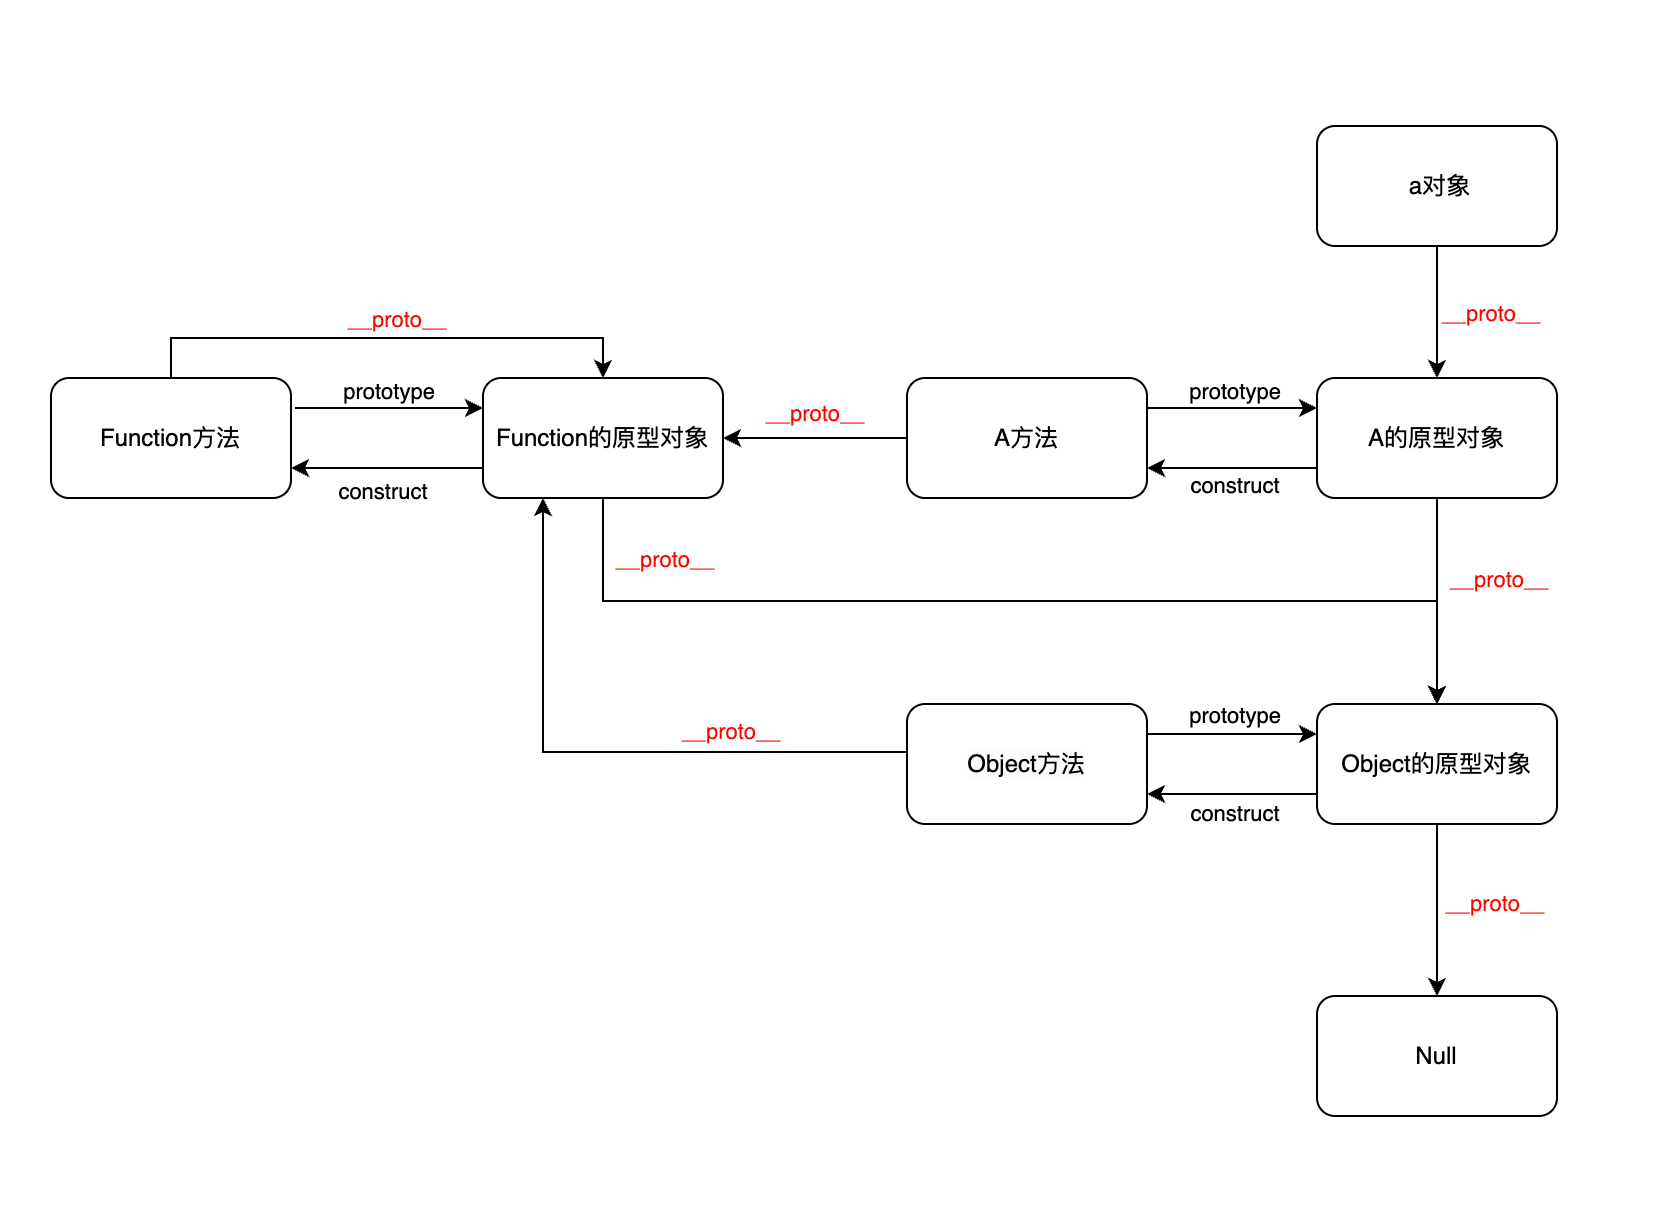 a对象
__proto__
__proto__
Function方法
prototype
construct
Function的原型对象
__proto__
A方法
prototype
construct
A的原型对象
__proto__
__proto__
__proto__
Object方法
prototype
construct
Object的原型对象
__proto__
Null